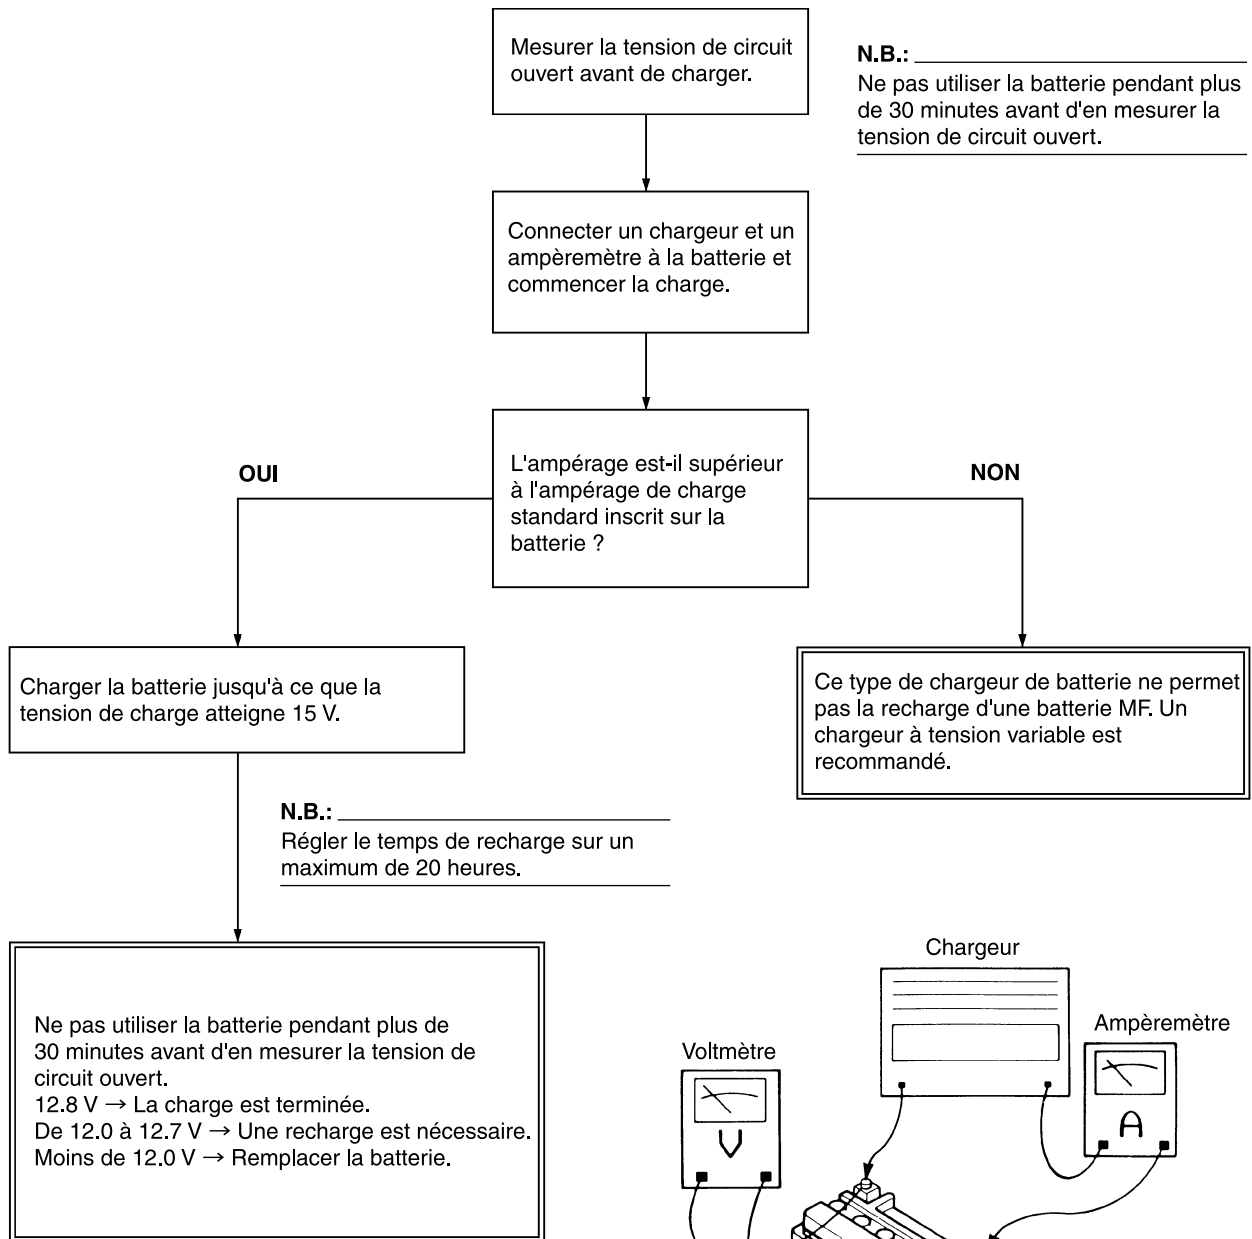 Mesurer la tension de circuit
ouvert avant de charger.
N.B.:
Ne pas utiliser la batterie pendant plus
de 30 minutes avant d'en mesurer la
tension de circuit ouvert.
Connecter un chargeur et un
ampèremètre à la batterie et
commencer la charge.
L'ampérage est-il supérieur
à l'ampérage de charge
standard inscrit sur la
batterie ?
OUI
NON
Charger la batterie jusqu'à ce que la
tension de charge atteigne 15 V.
Ce type de chargeur de batterie ne permet
pas la recharge d'une batterie MF. Un
chargeur à tension variable est
recommandé.
N.B.:
Régler le temps de recharge sur un
maximum de 20 heures.
Ne pas utiliser la batterie pendant plus de
30 minutes avant d'en mesurer la tension de
circuit ouvert.
12.8 V → La charge est terminée.
De 12.0 à 12.7 V → Une recharge est nécessaire.
Moins de 12.0 V → Remplacer la batterie.
Chargeur
Ampèremètre
Voltmètre
V
A